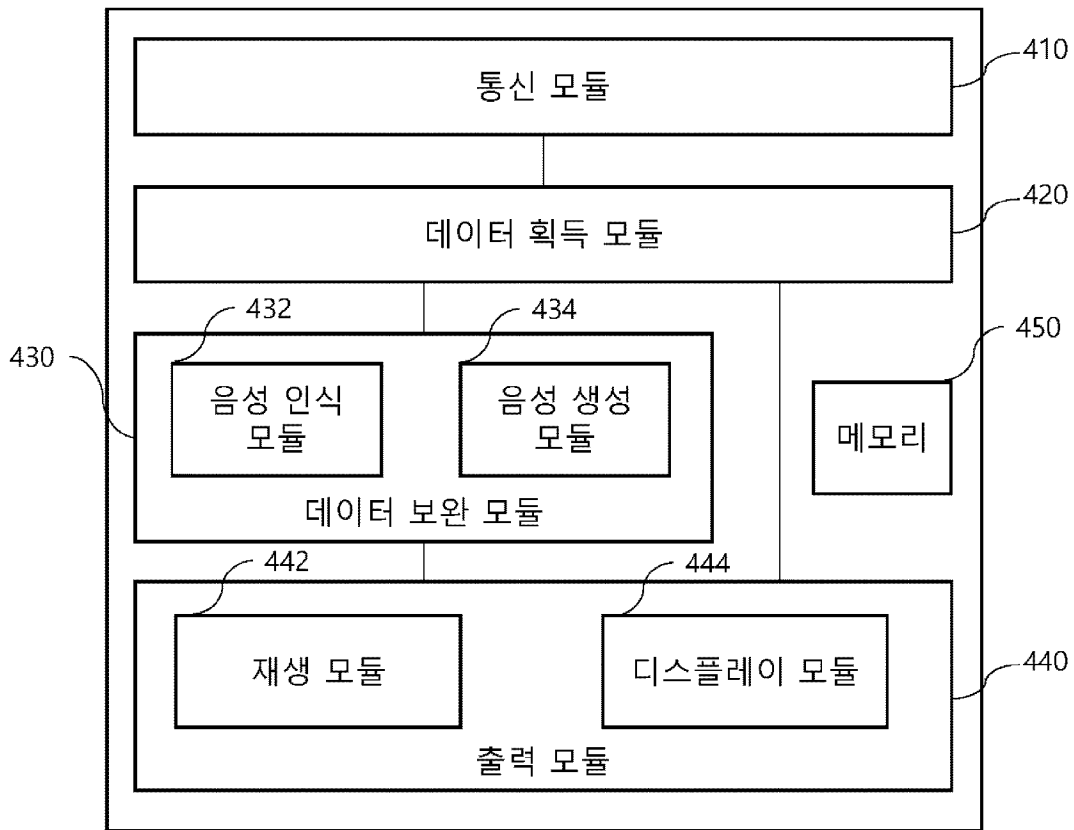 410
통신 모듈
420
데이터 획득 모듈
432
434
450
430
음성 인식
모듈
음성 생성
모듈
메모리
데이터 보완 모듈
442
444
재생 모듈
디스플레이 모듈
440
출력 모듈